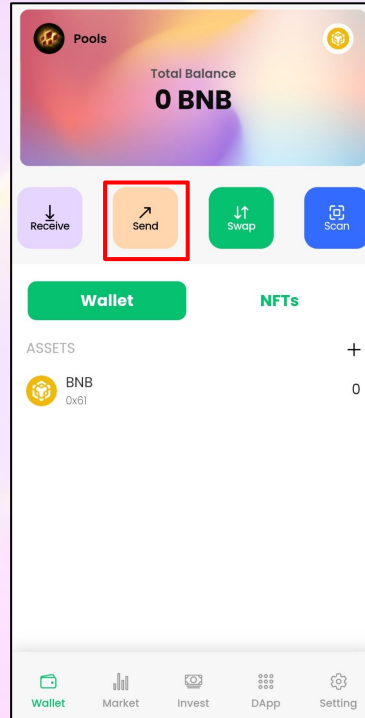 Pools
Total Balance
0 BNB
Receive
Send
Swap
Scan
Wallet
NFTs
ASSETS
+
BNB
0
0x61
Wallet
Market
Invest
DApp
Setting